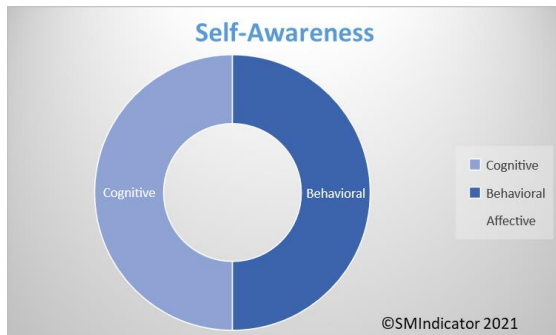 Self-Awareness
Cognitive
Behavioral
Cognitive
Behavioral
Affective
©SMIndicator 2021